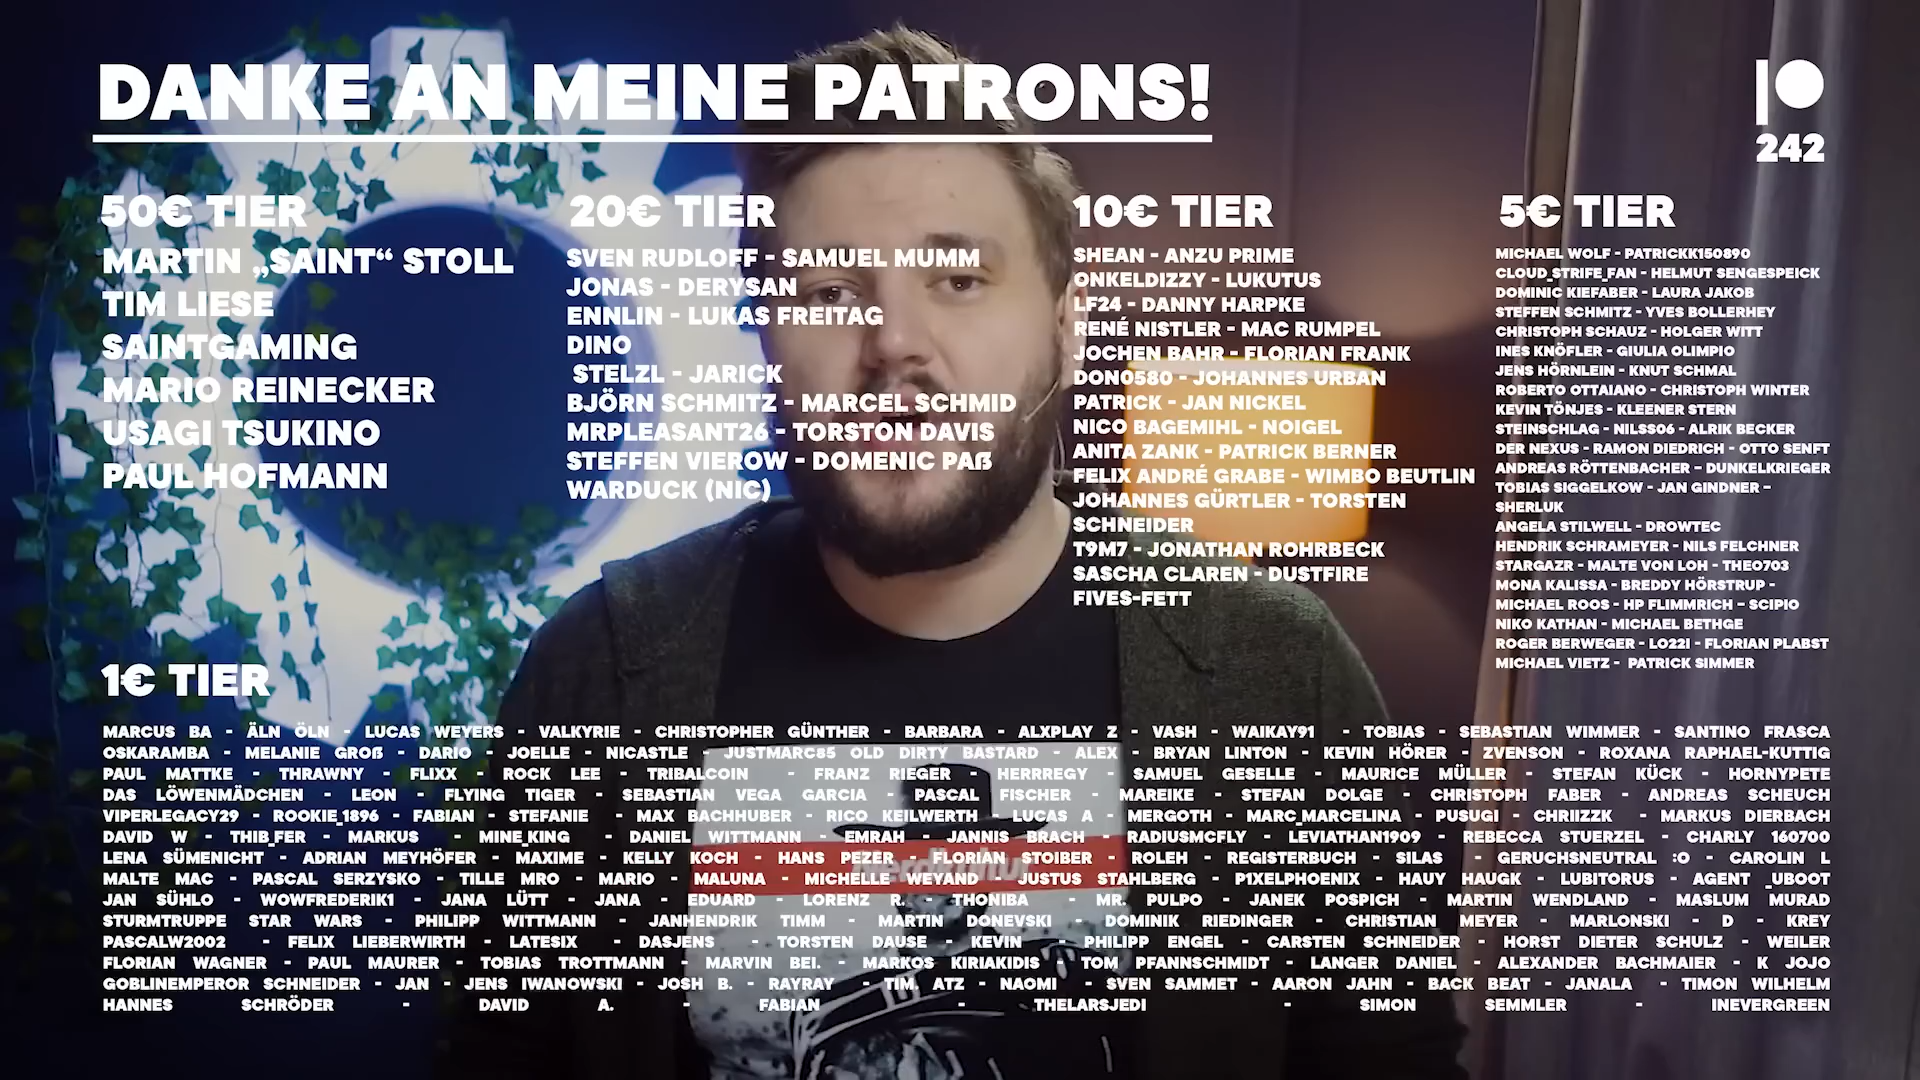 DANKE AN MEINE PATRONS!
242
50€ TIER
MARTIN „SAINT“ STOLL
TIM LIESE
SAINTGAMING
MARIO REINECKER
USAGI TSUKINO
PAUL HOFMANN
20€ TIER
SVEN RUDLOFF - SAMUEL MUMM
JONAS - DERYSAN
ENNLIN - LUKAS FREITAG
DINO
STELZL - JARICK
BJÖRN SCHMITZ - MARCEL SCHMID
MRPLEASANT26 - TORSTON DAVIS
STEFFEN VIEROW - DOMENIC PAß
WARDUCK (NIC)
10€ TIER
SHEAN - ANZU PRIME
ONKELDIZZY - LUKUTUS
LF24 - DANNY HARPKE
RENÉ NISTLER - MAC RUMPEL
JOCHEN BAHR - FLORIAN FRANK
DON0580 - JOHANNES URBAN
PATRICK - JAN NICKEL
NICO BAGEMIHL - NOIGEL
ANITA ZANK - PATRICK BERNER
FELIX ANDRÉ GRABE - WIMBO BEUTLIN
JOHANNES GÜRTLER - TORSTEN
SCHNEIDER
T9M7 - JONATHAN ROHRBECK
SASCHA CLAREN - DUSTFIRE
FIVES-FETT
5€ TIER
MICHAEL WOLF - PATRICKK150890
CLOUD_STRIFE_FAN - HELMUT SENGESPEICK
DOMINIC KIEFABER - LAURA JAKOB
STEFFEN SCHMITZ - YVES BOLLERHEY
CHRISTOPH SCHAUZ - HOLGER WITT
INES KNÖFLER - GIULIA OLIMPIO
JENS HÖRNLEIN - KNUT SCHMAL
ROBERTO OTTAIANO - CHRISTOPH WINTER
KEVIN TÖNJES - KLEENER STERN
STEINSCHLAG - NILSS06 - ALRIK BECKER
DER NEXUS - RAMON DIEDRICH - OTTO SENFT
ANDREAS RÖTTENBACHER - DUNKELKRIEGER
TOBIAS SIGGELKOW - JAN GINDNER –
SHERLUK
ANGELA STILWELL - DROWTEC
HENDRIK SCHRAMEYER - NILS FELCHNER
STARGAZR - MALTE VON LOH - THEO703
MONA KALISSA - BREDDY HÖRSTRUP -
MICHAEL ROOS - HP FLIMMRICH – SCIPIO
NIKO KATHAN - MICHAEL BETHGE
ROGER BERWEGER - LO22I - FLORIAN PLABST
MICHAEL VIETZ - PATRICK SIMMER
1€ TIER
MARCUS BA - ÄLN ÖLN - LUCAS WEYERS - VALKYRIE - CHRISTOPHER GÜNTHER - BARBARA - ALXPLAY Z - VASH - WAIKAY91 - TOBIAS - SEBASTIAN WIMMER - SANTINO FRASCA
OSKARAMBA - MELANIE GROß - DARIO - JOELLE - NICASTLE - JUSTMARC85 OLD DIRTY BASTARD - ALEX - BRYAN LINTON - KEVIN HÖRER - ZVENSON - ROXANA RAPHAEL-KUTTIG
PAUL MATTKE - THRAWNY - FLIXX - ROCK LEE - TRIBALCOIN - FRANZ RIEGER - HERRREGY - SAMUEL GESELLE - MAURICE MÜLLER - STEFAN KÜCK - HORNYPETE
DAS LÖWENMÄDCHEN - LEON - FLYING TIGER - SEBASTIAN VEGA GARCIA - PASCAL FISCHER - MAREIKE - STEFAN DOLGE - CHRISTOPH FABER - ANDREAS SCHEUCH
VIPERLEGACY29 - ROOKIE_1896 - FABIAN - STEFANIE - MAX BACHHUBER - RICO KEILWERTH - LUCAS A - MERGOTH - MARC_MARCELINA - PUSUGI - CHRIIZZK - MARKUS DIERBACH
DAVID W - THIB_FER - MARKUS - MINE_KING - DANIEL WITTMANN - EMRAH - JANNIS BRACH - RADIUSMCFLY - LEVIATHAN1909 - REBECCA STUERZEL - CHARLY 160700
LENA SÜMENICHT - ADRIAN MEYHÖFER - MAXIME - KELLY KOCH - HANS PEZER - FLORIAN STOIBER - ROLEH - REGISTERBUCH - SILAS - GERUCHSNEUTRAL :O - CAROLIN L
MALTE MAC - PASCAL SERZYSKO - TILLE MRO - MARIO - MALUNA - MICHELLE WEYAND - JUSTUS STAHLBERG - P1XELPHOENIX - HAUY HAUGK - LUBITORUS - AGENT _UBOOT
JAN SÜHLO - WOWFREDERIK1 - JANA LÜTT - JANA - EDUARD - LORENZ R. - THONIBA - MR. PULPO - JANEK POSPICH - MARTIN WENDLAND - MASLUM MURAD
STURMTRUPPE STAR WARS - PHILIPP WITTMANN - JANHENDRIK TIMM - MARTIN DONEVSKI - DOMINIK RIEDINGER - CHRISTIAN MEYER - MARLONSKI - D - KREY
PASCALW2002 - FELIX LIEBERWIRTH - LATESIX - DASJENS - TORSTEN DAUSE - KEVIN - PHILIPP ENGEL - CARSTEN SCHNEIDER - HORST DIETER SCHULZ - WEILER
FLORIAN WAGNER - PAUL MAURER - TOBIAS TROTTMANN - MARVIN BEI. - MARKOS KIRIAKIDIS - TOM PFANNSCHMIDT - LANGER DANIEL - ALEXANDER BACHMAIER - K JOJO
GOBLINEMPEROR SCHNEIDER - JAN - JENS IWANOWSKI - JOSH B. - RAYRAY - TIM. ATZ - NAOMI - SVEN SAMMET - AARON JAHN - BACK BEAT - JANALA - TIMON WILHELM
HANNES SCHRÖDER - DAVID A. - FABIAN - THELARSJEDI - SIMON SEMMLER - INEVERGREEN